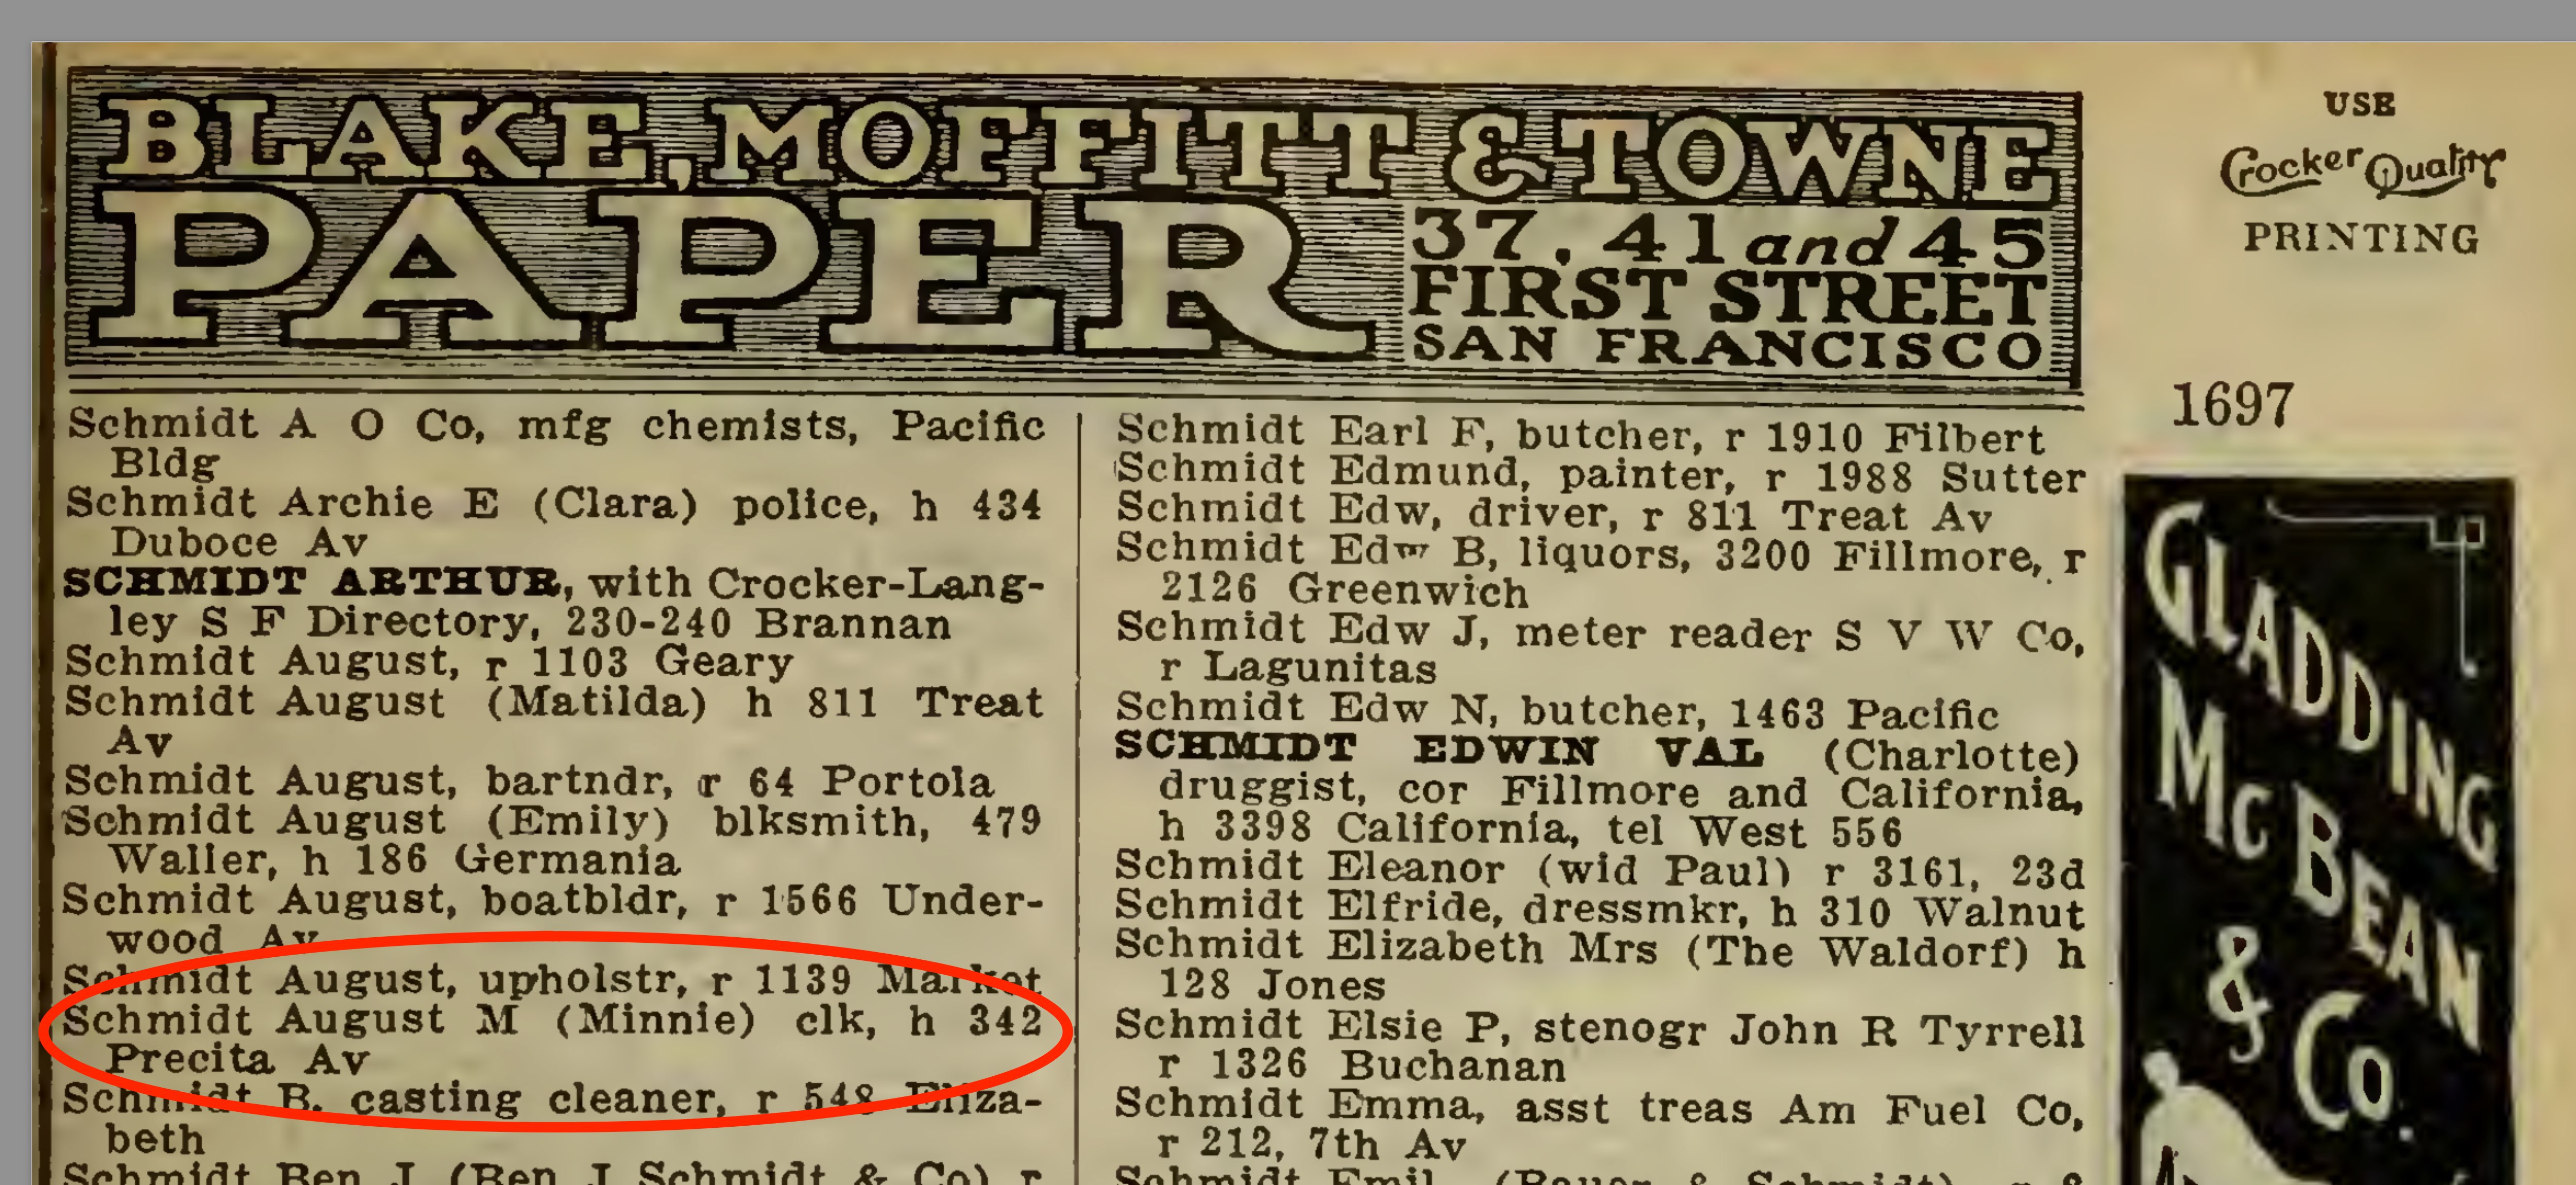 BLAKE, MOFFITT & TOWNE
PAPER
37, 41 and 45
FIRST STREET
SAN FRANCISCO
USE
Crocker Quality
PRINTING
1697
Schmidt A O Co, mfg chemists, Pacific
Bldg
Schmidt Archie E (Clara) police, h 434
Duboce Av
SCHMIDT ARTHUR, with Crocker-Lang-
ley S F Directory, 230-240 Brannan
Schmidt August, r 1103 Geary
Schmidt August (Matilda) h 811 Treat
Av
Schmidt August, bartndr, r 64 Portola
Schmidt August (Emily) blksmith, 479
Waller, h 186 Germania
Schmidt August, boatbldr, r 1566 Under-
wood Av
Schmidt August, upholstr, r 1139 Market
Schmidt August M (Minnie) clk, h 342
Precita Av
Schmidt B, casting cleaner, r 548 Eliza-
beth
Schmidt Ben J (Ben J Schmidt & Co) r
Schmidt Earl F, butcher, r 1910 Filbert
Schmidt Edmund, painter, r 1988 Sutter
Schmidt Edw, driver, r 811 Treat Av
Schmidt Edw B, liquors, 3200 Fillmore, r
2126 Greenwich
Schmidt Edw J, meter reader S V W Co,
r Lagunitas
Schmidt Edw N, butcher, 1463 Pacific
SCHMIDT EDWIN VAL (Charlotte)
druggist, cor Fillmore and California,
h 3398 California, tel West 556
Schmidt Eleanor (wid Paul) r 3161, 23d
Schmidt Elfride, dressmkr, h 310 Walnut
Schmidt Elizabeth Mrs (The Waldorf) h
128 Jones
Schmidt Elsie P, stenogr John R Tyrrell
r 1326 Buchanan
Schmidt Emma, asst treas Am Fuel Co,
r 212, 7th Av
Schmidt Emil (Bauer & Schmidt)
GLADDING
McBEAN
& Co.